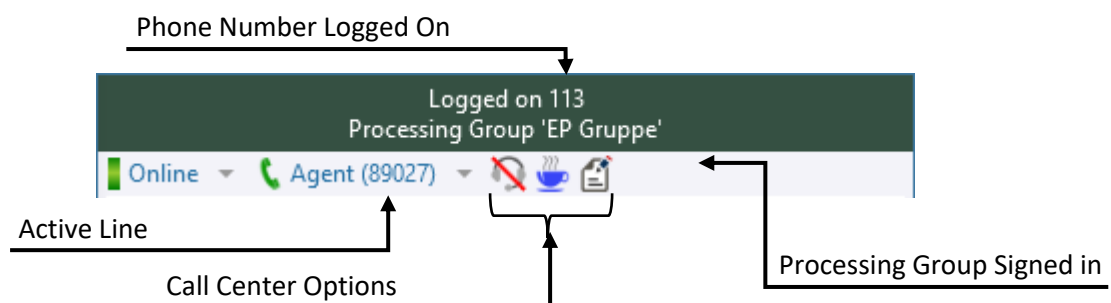 Phone Number Logged On
Logged on 113
Processing Group 'EP Gruppe'
Online Agent (89027)
Active Line
Processing Group Signed in
Call Center Options